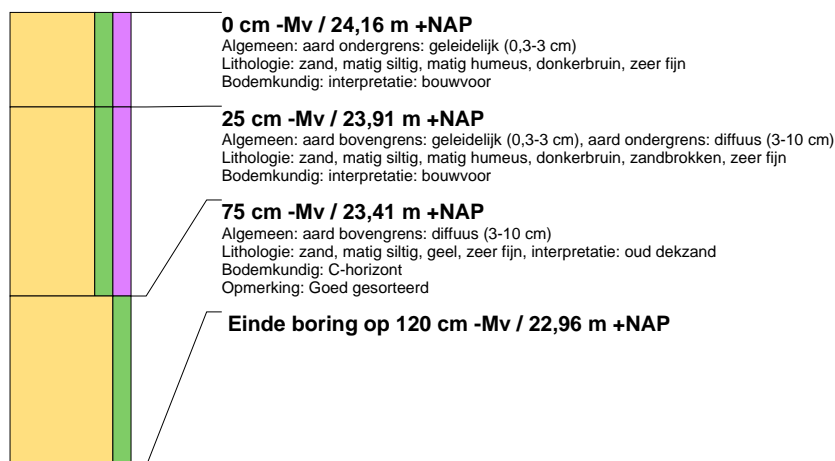 0 cm -Mv / 24,16 m +NAP
Algemeen: aard ondergrens: geleidelijk (0,3-3 cm)
Lithologie: zand, matig siltig, matig humeus, donkerbruin, zeer fijn
Bodemkundig: interpretatie: bouwvoor
25 cm -Mv / 23,91 m +NAP
Algemeen: aard bovengrens: geleidelijk (0,3-3 cm), aard ondergrens: diffuus (3-10 cm)
Lithologie: zand, matig siltig, matig humeus, donkerbruin, zandbrokken, zeer fijn
Bodemkundig: interpretatie: bouwvoor
75 cm -Mv / 23,41 m +NAP
Algemeen: aard bovengrens: diffuus (3-10 cm)
Lithologie: zand, matig siltig, geel, zeer fijn, interpretatie: oud dekzand
Bodemkundig: C-horizont
Opmerking: Goed gesorteerd
Einde boring op 120 cm -Mv / 22,96 m +NAP